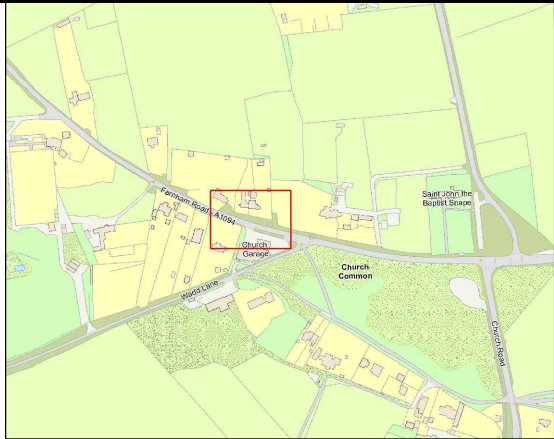 Farnham Road - A1094
Saint John the
Baptist Snape
Church
Garage
Church
Common
Wadd Lane
Church Road